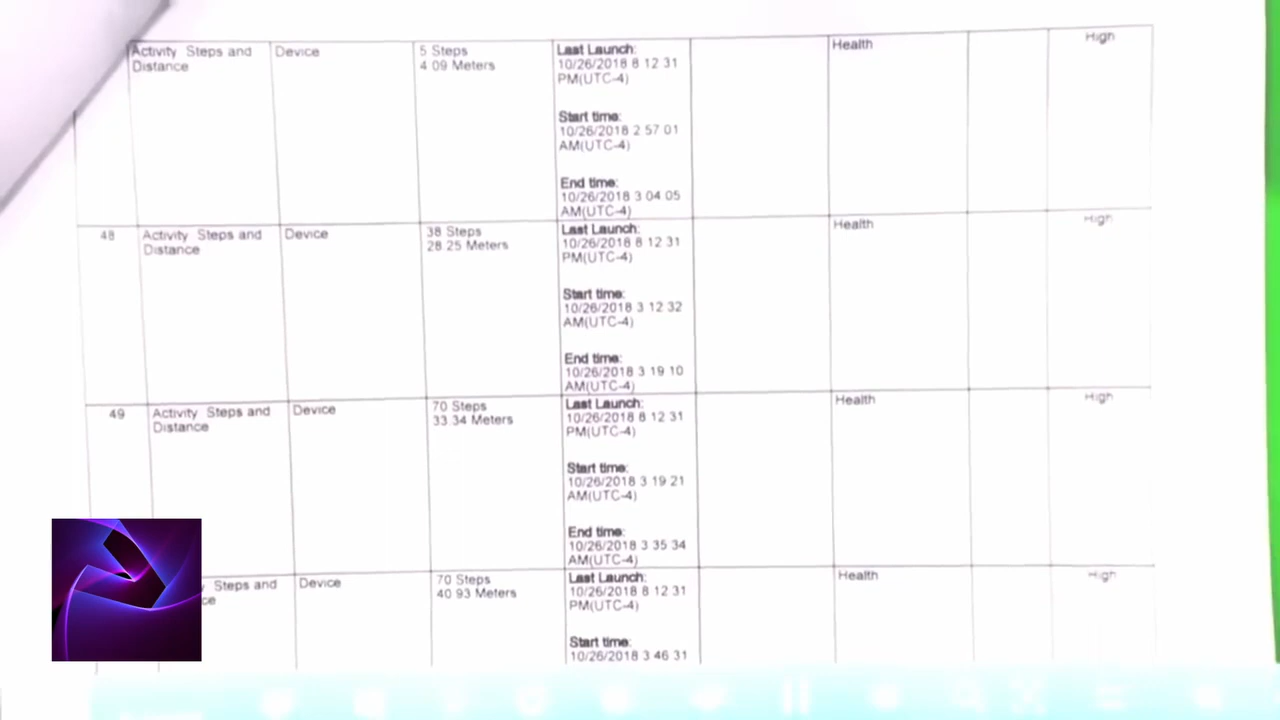 Activity Steps and
Distance
Device
5 Steps
4 09 Meters
Last Launch:
10/26/2018 8 12 31
PM(UTC-4)
Start time:
10/26/2018 2 57 01
AM(UTC-4)
End time:
10/26/2018 3 04 05
AM(UTC-4)
Health
High
48
Activity Steps and
Distance
Device
38 Steps
28 25 Meters
Last Launch:
10/26/2018 8 12 31
PM(UTC-4)
Start time:
10/26/2018 3 12 32
AM(UTC-4)
End time:
10/26/2018 3 19 10
AM(UTC-4)
Health
High
49
Activity Steps and
Distance
Device
70 Steps
33 34 Meters
Last Launch:
10/26/2018 8 12 31
PM(UTC-4)
Start time:
10/26/2018 3 19 21
AM(UTC-4)
End time:
10/26/2018 3 35 34
AM(UTC-4)
Health
High
y Steps and
ce
Device
70 Steps
40 93 Meters
Last Launch:
10/26/2018 8 12 31
PM(UTC-4)
Start time:
10/26/2018 3 46 31
Health
High